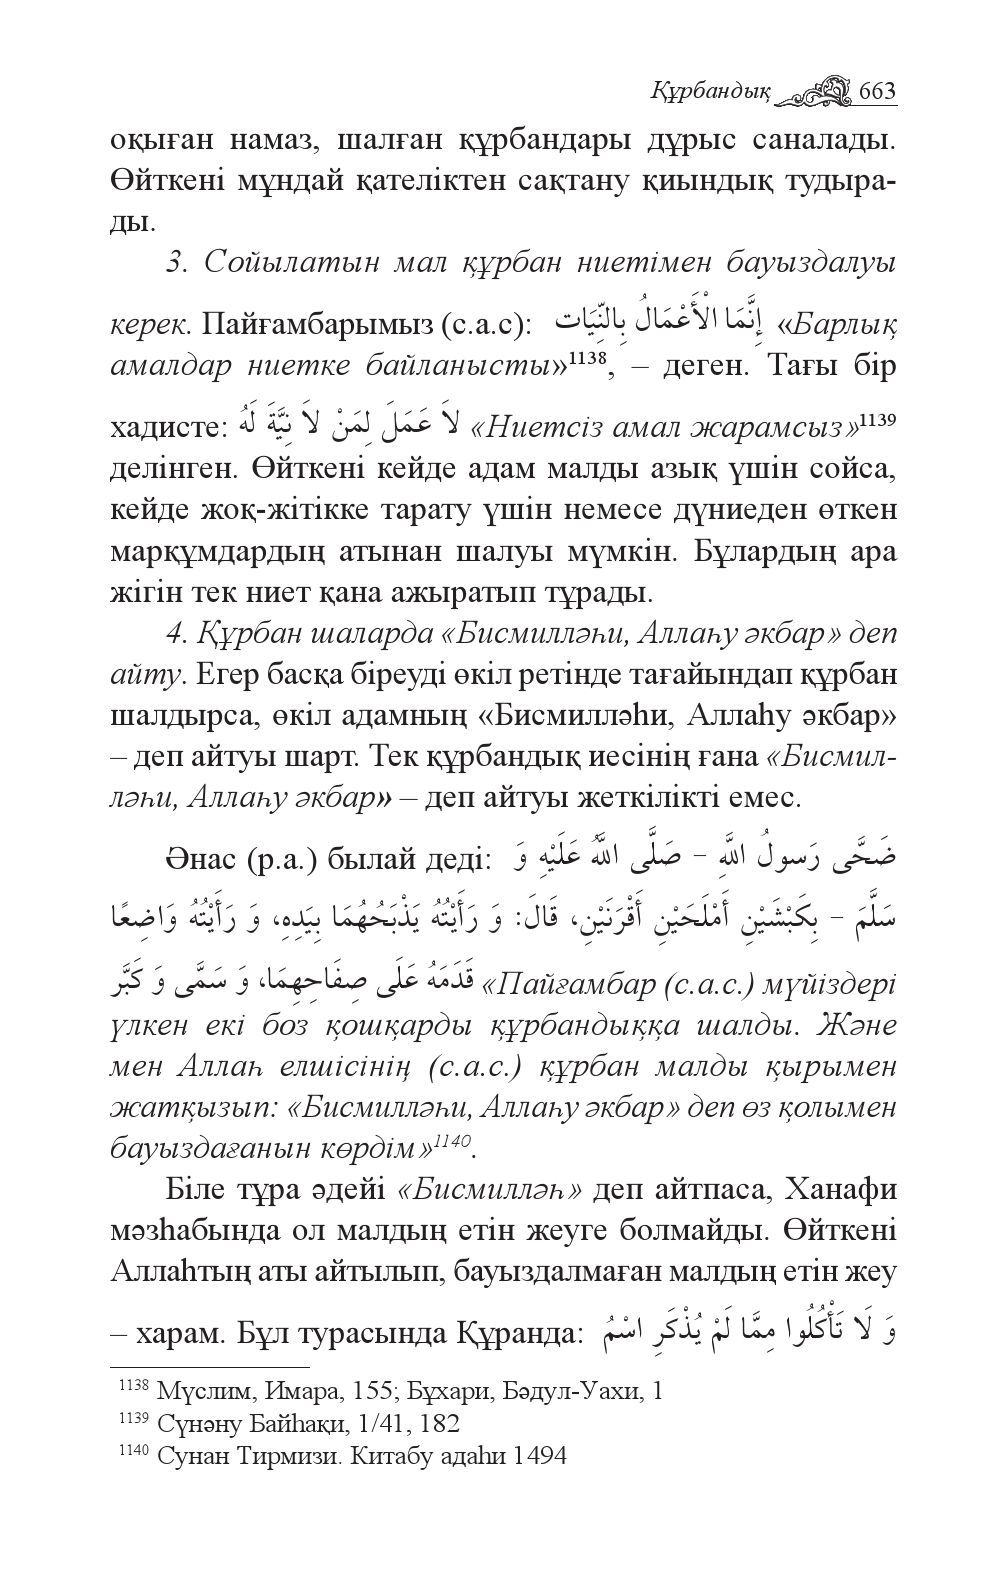 Құрбандық 663
оқыған намаз, шалған құрбандары дұрыс саналады.
Өйткені мұндай қателіктен сақтану қиындық тудыра-
ды.
3. Сойылатын мал құрбан ниетімен бауыздалуы
керек. Пайғамбарымыз (с.а.с): إِنَّمَا الْأَعْمَالُ بِالنِّيَات «Барлық
амалдар ниетке байланысты»¹¹³⁸, – деген. Тағы бір
хадисте: لاَ عَمَلَ لِمَنْ لاَ نِيَّةَ لَهُ «Ниетсіз амал жарамсыз»¹¹³⁹
делінген. Өйткені кейде адам малды азық үшін сойса,
кейде жоқ-жітікке тарату үшін немесе дүниеден өткен
марқұмдардың атынан шалуы мүмкін. Бұлардың ара
жігін тек ниет қана ажыратып тұрады.
4. Құрбан шаларда «Бисмилләһи, Аллаһу әкбар» деп
айту. Егер басқа біреуді өкіл ретінде тағайындап құрбан
шалдырса, өкіл адамның «Бисмилләһи, Аллаһу әкбар»
– деп айтуы шарт. Тек құрбандық иесінің ғана «Бисмил-
ләһи, Аллаһу әкбар» – деп айтуы жеткілікті емес.
Әнас (р.а.) былай деді: ضَحَّى رَسولُ اللَّهِ – صَلَّى اللَّهُ عَلَيْهِ وَ
سَلَّمَ – بِكَبْشَيْنِ أَمْلَحَيْنِ أَقْرَنَيْنِ، قَالَ: وَ رَأَيْتُهُ يَذْبَحُهُمَا بِيَدِهِ، وَ رَأَيْتُهُ وَاضِعًا
قَدَمَهُ عَلَى صِفَاحِهِمَا، وَ سَمَّى وَ كَبَّرَ «Пайғамбар (с.а.с.) мүйіздері
үлкен екі боз қошқарды құрбандыққа шалды. Және
мен Аллаһ елшісінің (с.а.с.) құрбан малды қырымен
жатқызып: «Бисмилләһи, Аллаһу әкбар» деп өз қолымен
бауыздағанын көрдім»¹¹⁴⁰.
Біле тұра әдейі «Бисмилләһ» деп айтпаса, Ханафи
мәзһабында ол малдың етін жеуге болмайды. Өйткені
Аллаһтың аты айтылып, бауыздалмаған малдың етін жеу
– харам. Бұл турасында Құранда: وَ لَا تَأْكُلُوا مِمَّا لَمْ يُذْكَرِ اسْمُ
¹¹³⁸ Мүслим, Имара, 155; Бұхари, Бәдул-Уахи, 1
¹¹³⁹ Сүнәну Байһақи, 1/41, 182
¹¹⁴⁰ Сунан Тирмизи. Китабу адаһи 1494